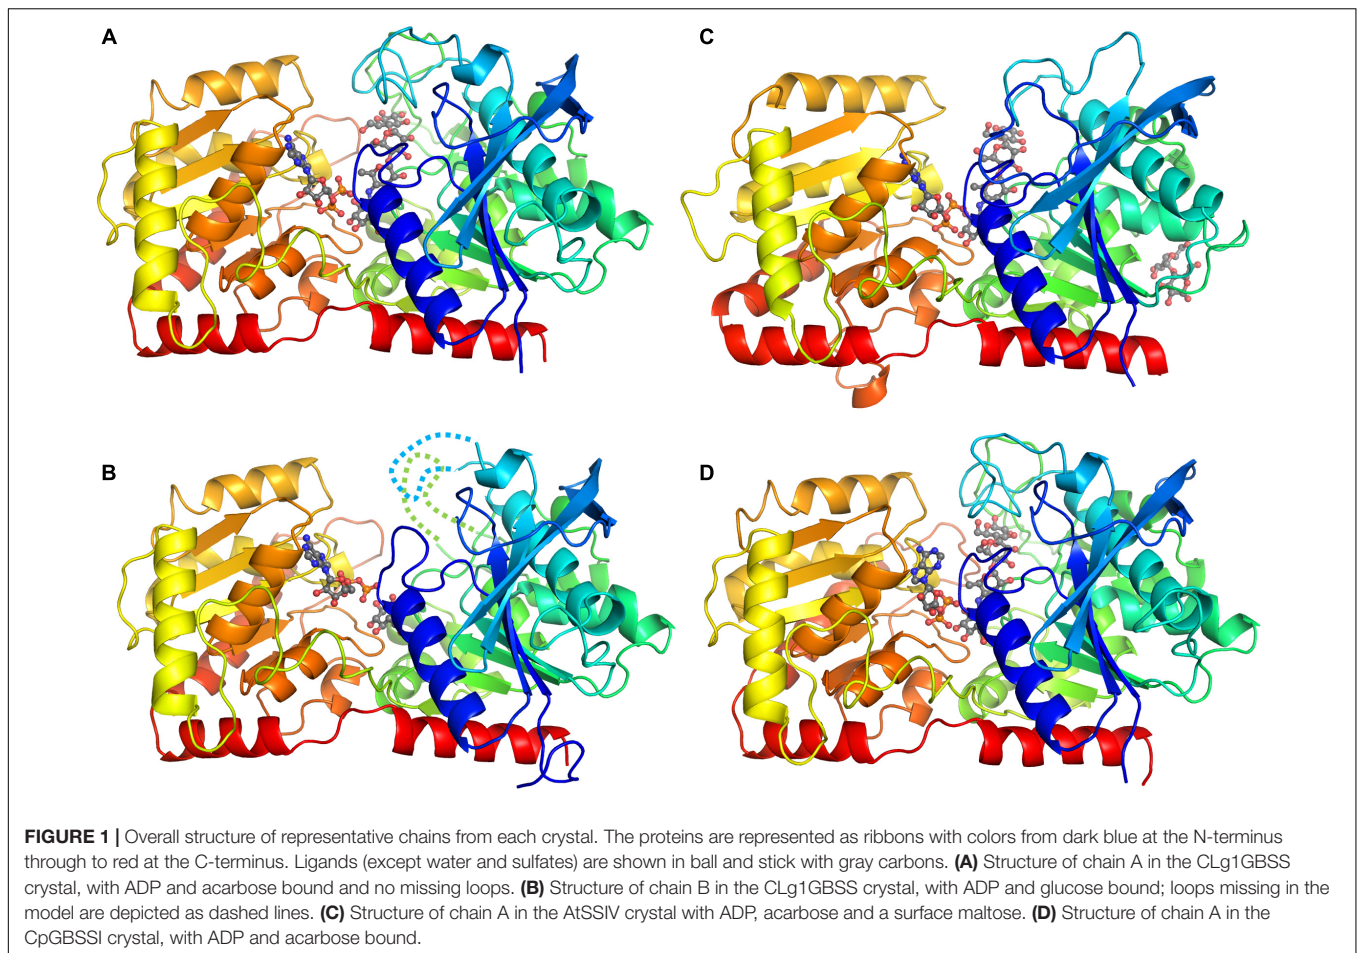 A
C
B
D
FIGURE 1 | Overall structure of representative chains from each crystal. The proteins are represented as ribbons with colors from dark blue at the N-terminus
through to red at the C-terminus. Ligands (except water and sulfates) are shown in ball and stick with gray carbons. (A) Structure of chain A in the CLg1GBSS
crystal, with ADP and acarbose bound and no missing loops. (B) Structure of chain B in the CLg1GBSS crystal, with ADP and glucose bound; loops missing in the
model are depicted as dashed lines. (C) Structure of chain A in the AtSSIV crystal with ADP, acarbose and a surface maltose. (D) Structure of chain A in the
CpGBSSI crystal, with ADP and acarbose bound.